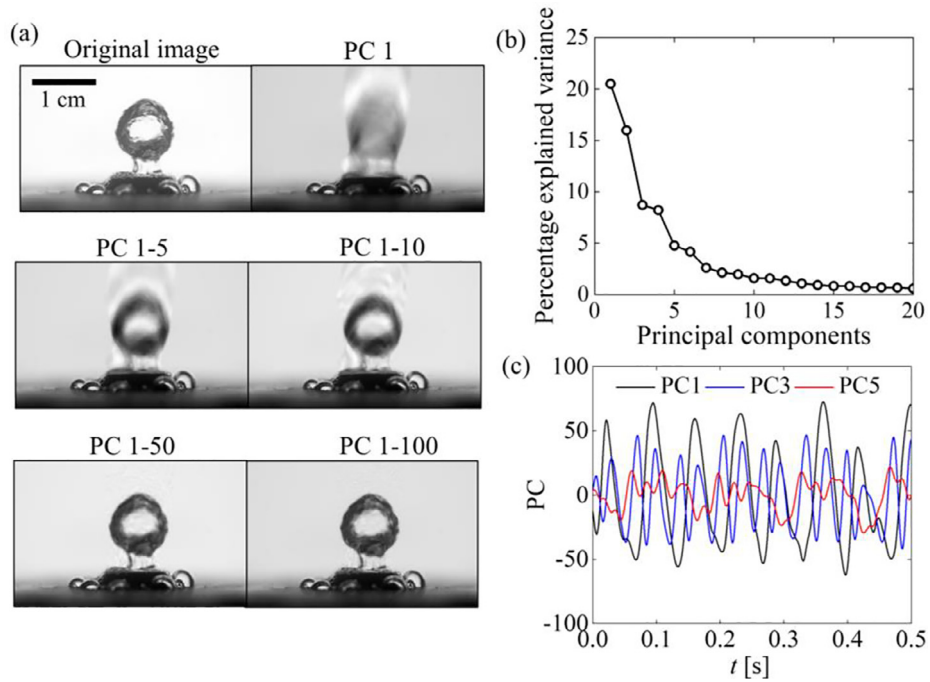 (a)
Original image
PC 1
1 cm
PC 1-5
PC 1-10
PC 1-50
PC 1-100
(b)
Percentage explained variance
25
20
15
10
5
0
0 5 10 15 20
Principal components
(c)
PC1 PC3 PC5
PC
100
50
0
-50
-100
0.0 0.1 0.2 0.3 0.4 0.5
t [s]